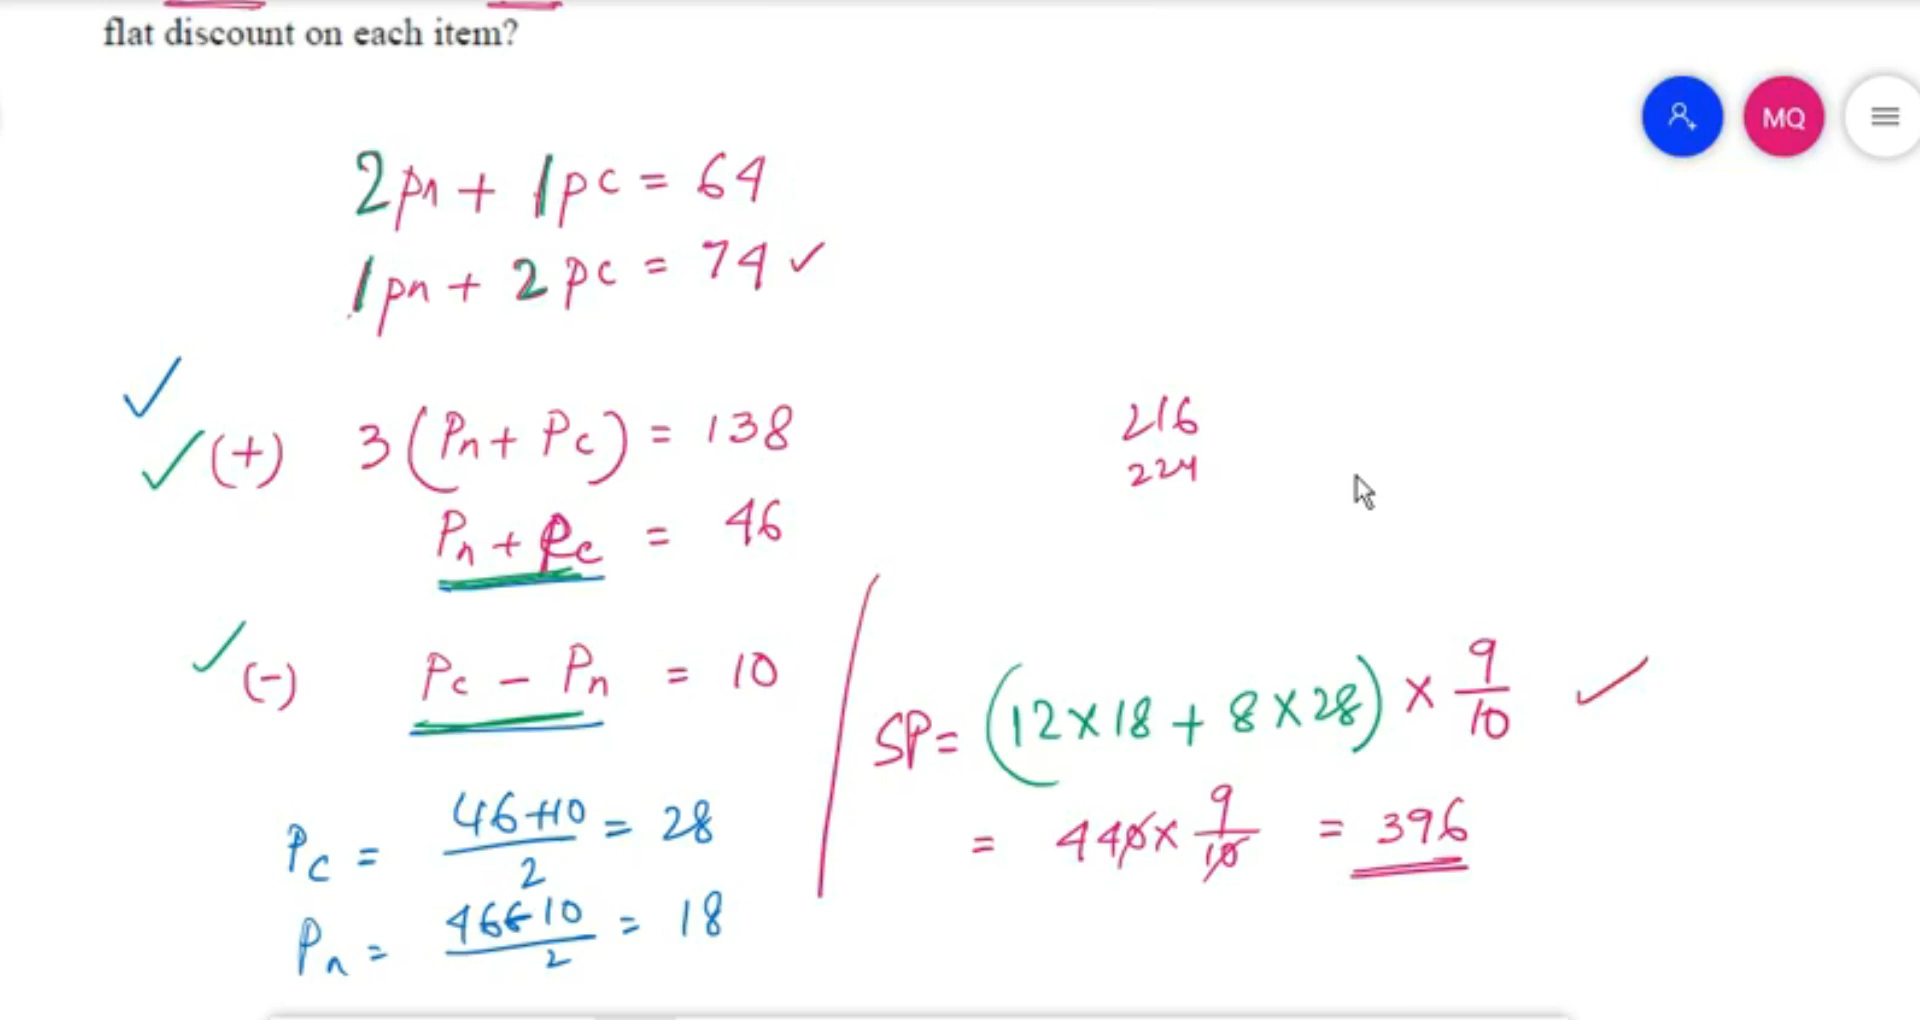 flat discount on each item?
MQ
2pn + 1pc = 64
1pn + 2pc = 74 ✓
✓
✓ (+) 3(Pn + Pc) = 138
Pn + Pc = 46
216
224
✓ (-) Pc - Pn = 10
Pc = 46+10/2 = 28
Pn = 46-10/2 = 18
SP = (12 × 18 + 8 × 28) × 9/10 ✓
= 440 × 9/10 = 396